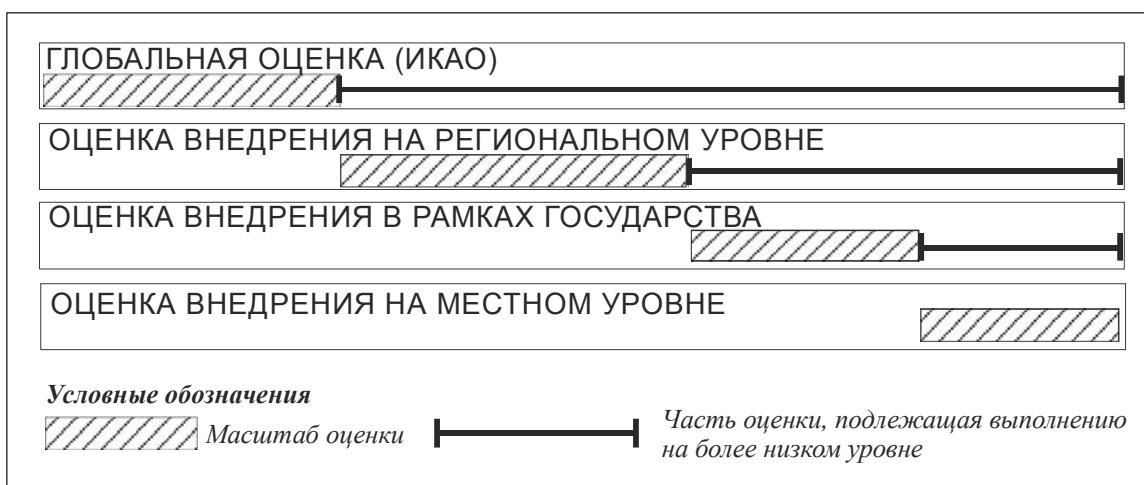 ГЛОБАЛЬНАЯ ОЦЕНКА (ИКАО)
ОЦЕНКА ВНЕДРЕНИЯ НА РЕГИОНАЛЬНОМ УРОВНЕ
ОЦЕНКА ВНЕДРЕНИЯ В РАМКАХ ГОСУДАРСТВА
ОЦЕНКА ВНЕДРЕНИЯ НА МЕСТНОМ УРОВНЕ
Условные обозначения
Масштаб оценки
Часть оценки, подлежащая выполнению
на более низком уровне